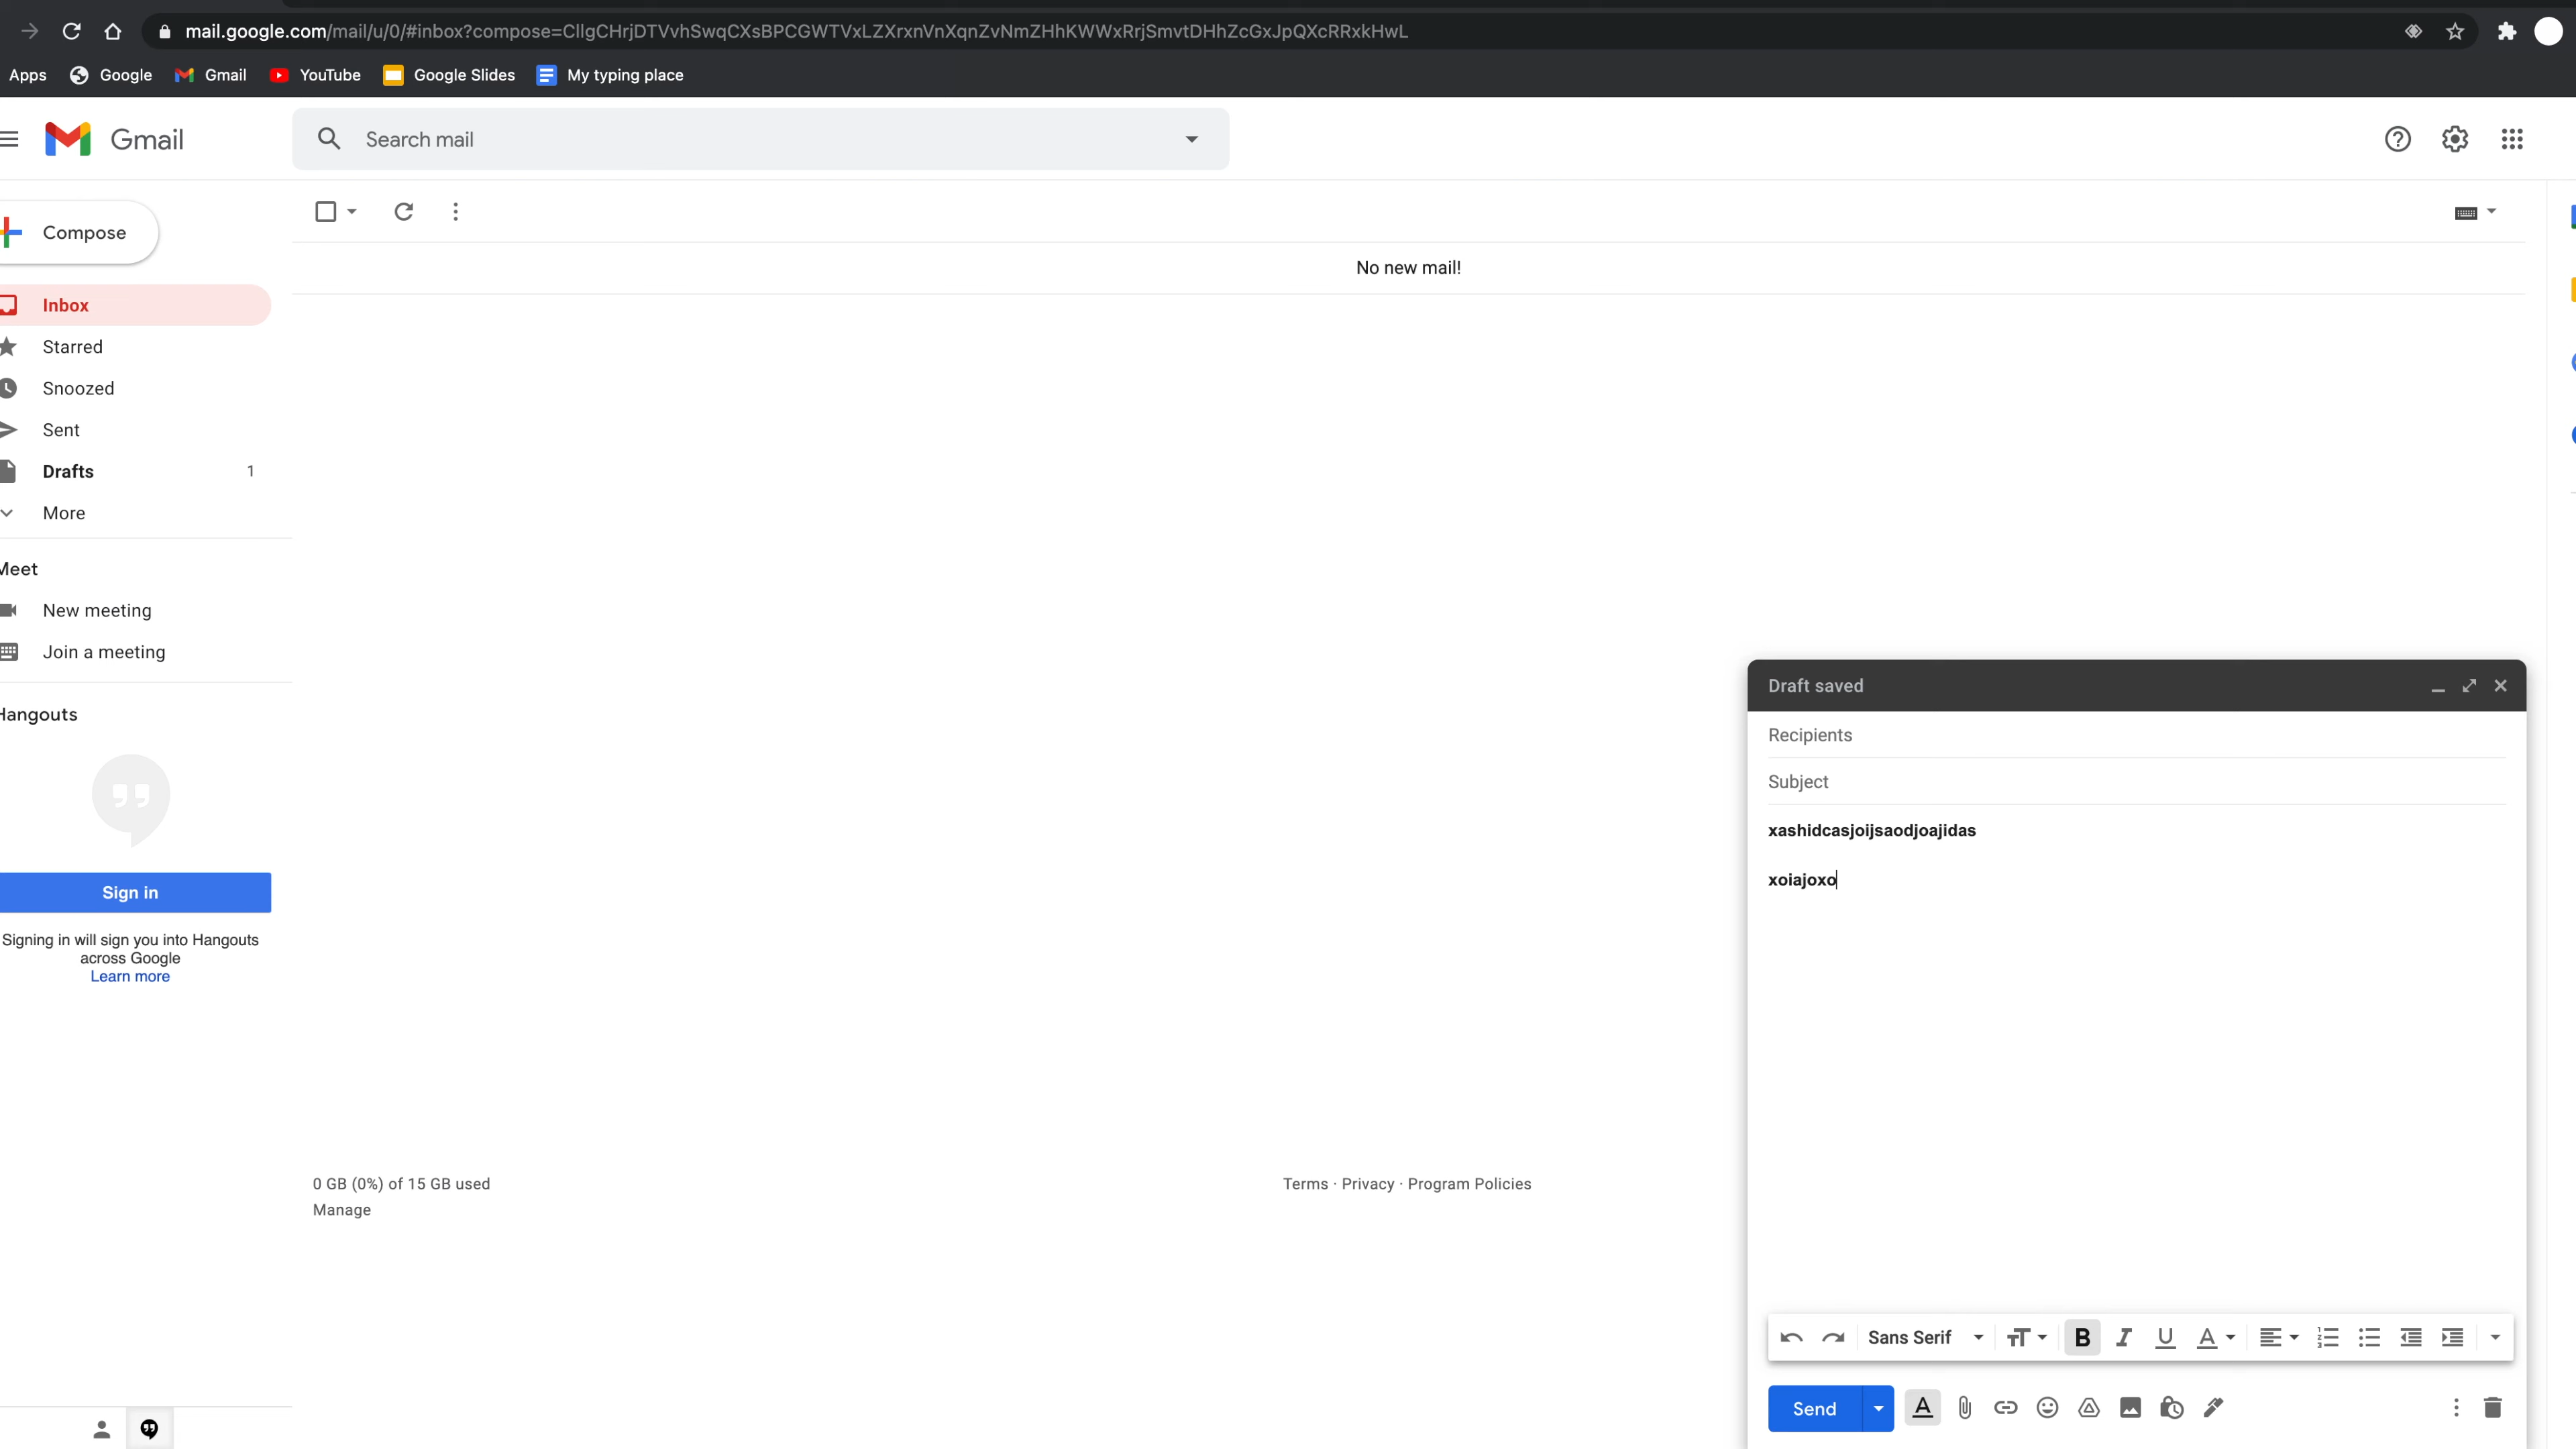 mail.google.com/mail/u/0/#inbox?compose=CllgCHrjDTVvhSwqCXsBPCGWTVxLZXrxnVnXqnZvNmZHhKWWxRrjSmvtDHhZcGxJpQXcRRxkHwL
Apps Google Gmail YouTube Google Slides My typing place
Gmail
Search mail
Compose
No new mail!
Inbox
Starred
Snoozed
Sent
Drafts 1
More
Meet
New meeting
Join a meeting
Hangouts
Sign in
Signing in will sign you into Hangouts
across Google
Learn more
0 GB (0%) of 15 GB used
Manage
Terms · Privacy · Program Policies
Draft saved
Recipients
Subject
xashidcasjoijsaodjoajidas
xoiajoxo
Sans Serif
Send